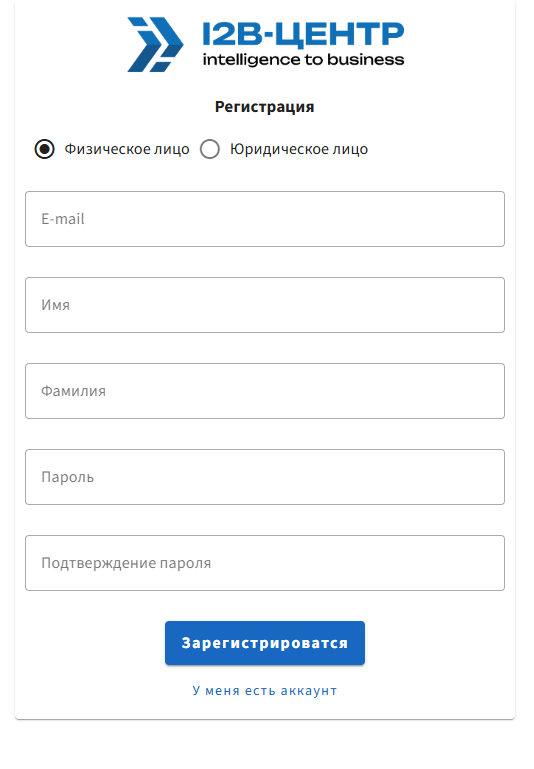 I2B-ЦЕНТР
intelligence to business
Регистрация
Физическое лицо Юридическое лицо
E-mail
Имя
Фамилия
Пароль
Подтверждение пароля
Зарегистрироватся
У меня есть аккаунт